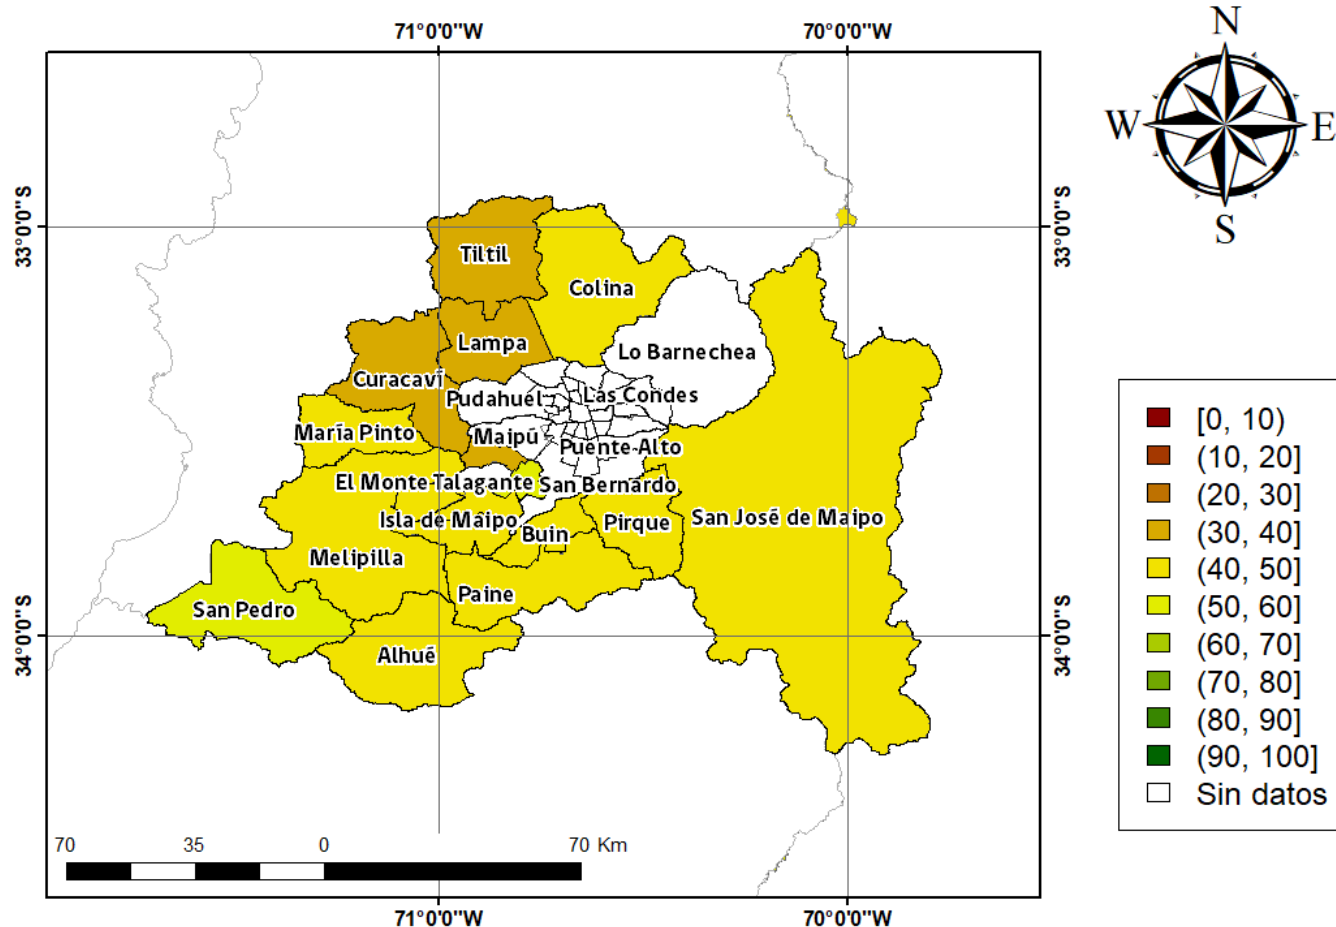 71°0'0"W
70°0'0"W
N
W
E
S
33°0'0"S
33°0'0"S
Tiltil
Colina
Lampa
Lo Barnechea
Curacaví
Pudahuel
Las Condes
María Pinto
Maipú
Puente Alto
El Monte
Talagante
San Bernardo
Isla de Maipo
Buin
Pirque
San José de Maipo
Melipilla
Paine
San Pedro
Alhué
34°0'0"S
34°0'0"S
[0, 10)
(10, 20]
(20, 30]
(30, 40]
(40, 50]
(50, 60]
(60, 70]
(70, 80]
(80, 90]
(90, 100]
Sin datos
70 35 0 70 Km
71°0'0"W
70°0'0"W